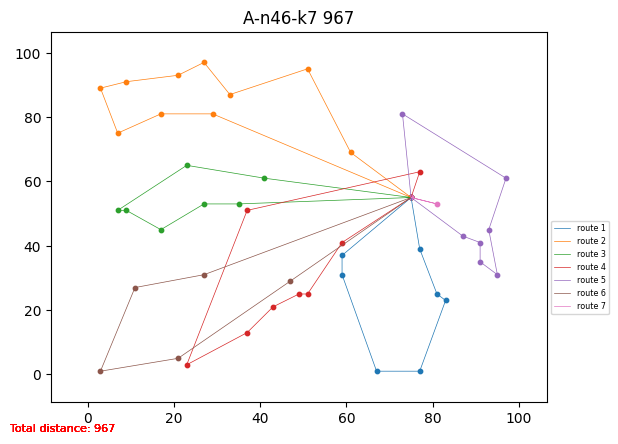 A-n46-k7 967
100
80
60
40
20
0
0 20 40 60 80 100
route 1
route 2
route 3
route 4
route 5
route 6
route 7
Total distance: 967